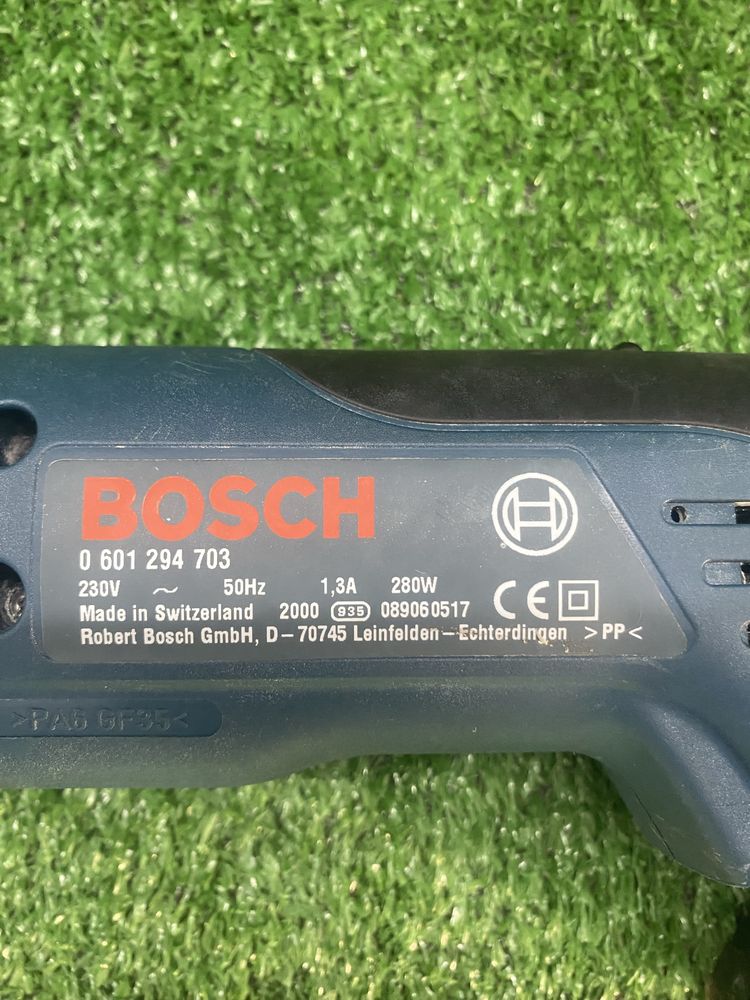 BOSCH
0 601 294 703
230V ~ 50Hz 1,3A 280W
Made in Switzerland 2000 935 089060517
Robert Bosch GmbH, D-70745 Leinfelden-Echterdingen >PP<
CE
>PA6 GF35<